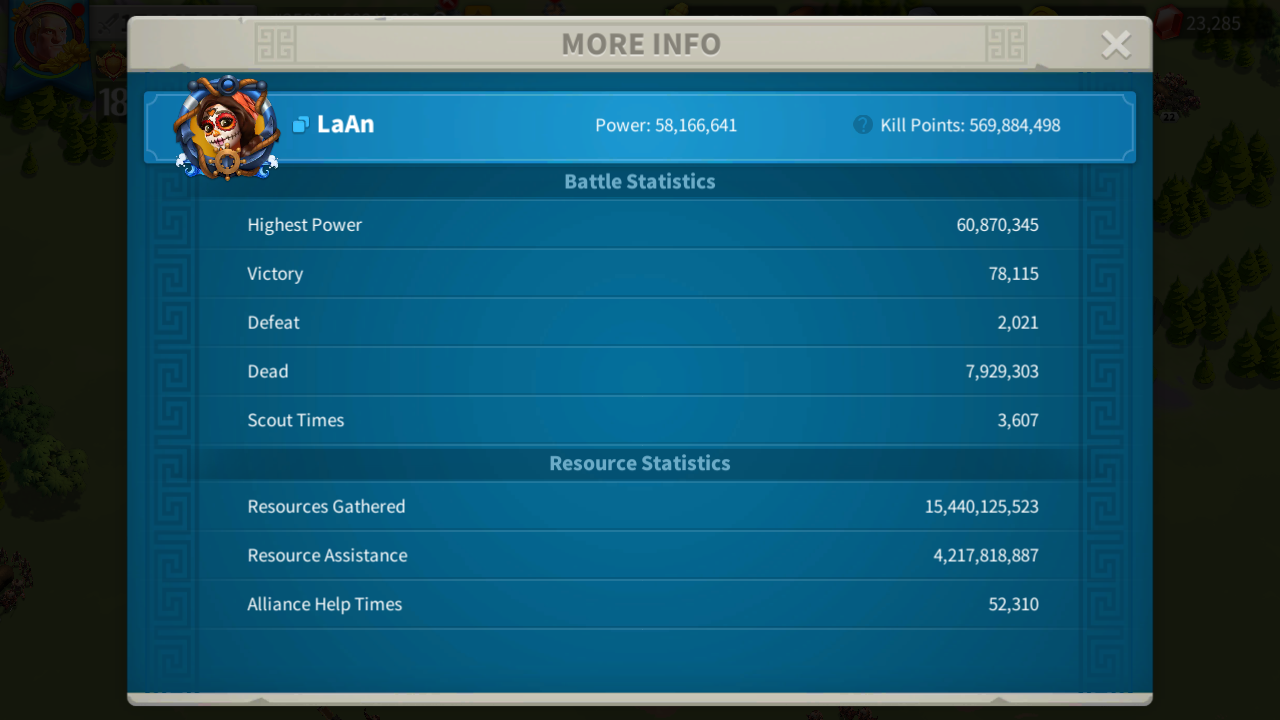 MORE INFO
23,285
18
LaAn
Power: 58,166,641
? Kill Points: 569,884,498
22
Battle Statistics
Highest Power 60,870,345
Victory 78,115
Defeat 2,021
Dead 7,929,303
Scout Times 3,607
Resource Statistics
Resources Gathered 15,440,125,523
Resource Assistance 4,217,818,887
Alliance Help Times 52,310